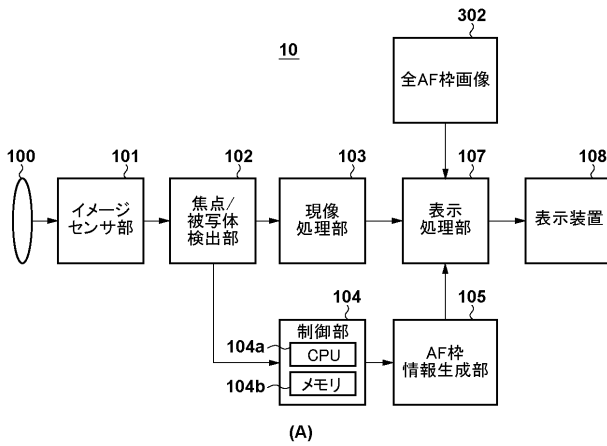 302
10
全AF枠画像
100
101
102
103
107
108
イメージ
センサ部
焦点/
被写体
検出部
現像
処理部
表示
処理部
表示装置
104
105
制御部
104a
CPU
104b
メモリ
AF枠
情報生成部
(A)